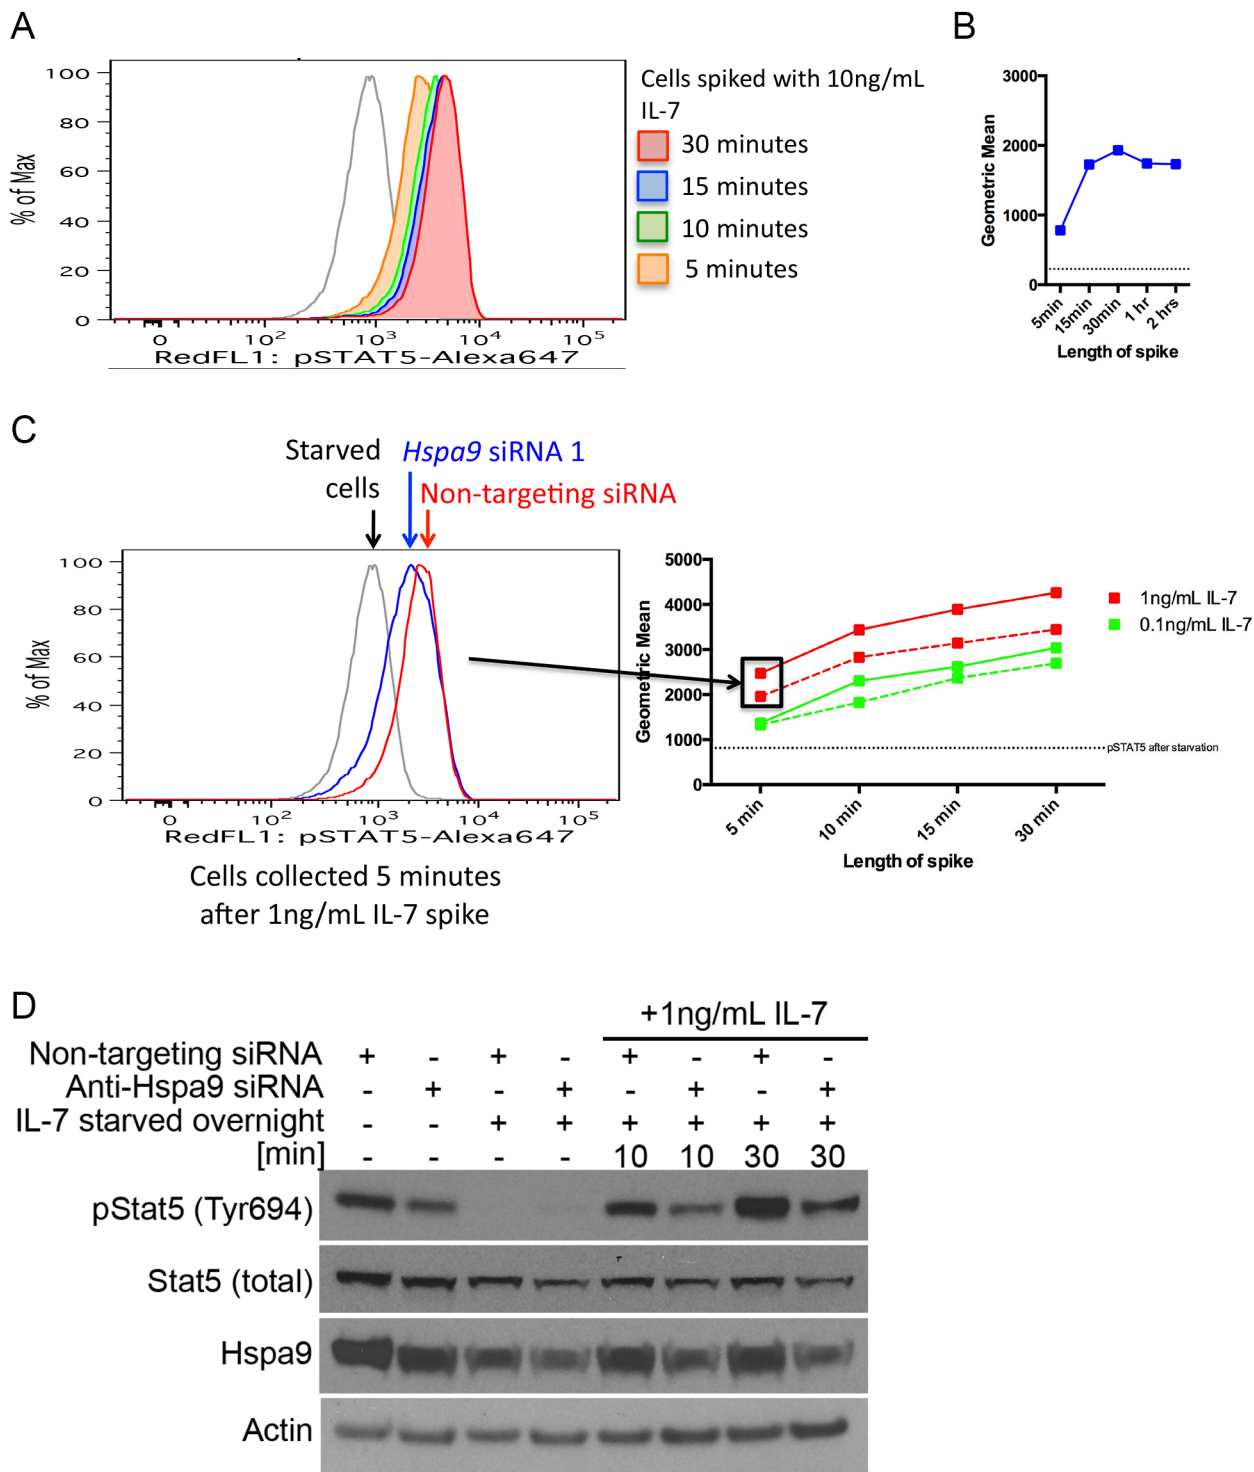 A
B
100
80
60
40
20
0
% of Max
0
10²
10³
10⁴
10⁵
RedFL1: pSTAT5-Alexa647
Cells spiked with 10ng/mL
IL-7
30 minutes
15 minutes
10 minutes
5 minutes
3000
2000
1000
0
Geometric Mean
5min
15min
30min
1 hr
2 hrs
Length of spike
C
Starved
cells
Hspa9 siRNA 1
Non-targeting siRNA
100
80
60
40
20
0
% of Max
0
10²
10³
10⁴
10⁵
RedFL1: pSTAT5-Alexa647
Cells collected 5 minutes
after 1ng/mL IL-7 spike
5000
4000
3000
2000
1000
0
Geometric Mean
1ng/mL IL-7
0.1ng/mL IL-7
pSTAT5 after starvation
5 min
10 min
15 min
30 min
Length of spike
D
+1ng/mL IL-7
Non-targeting siRNA + - + - + - + -
Anti-Hspa9 siRNA - + - + - + - +
IL-7 starved overnight - - + + + + + +
[min] - - - - 10 10 30 30
pStat5 (Tyr694)
Stat5 (total)
Hspa9
Actin